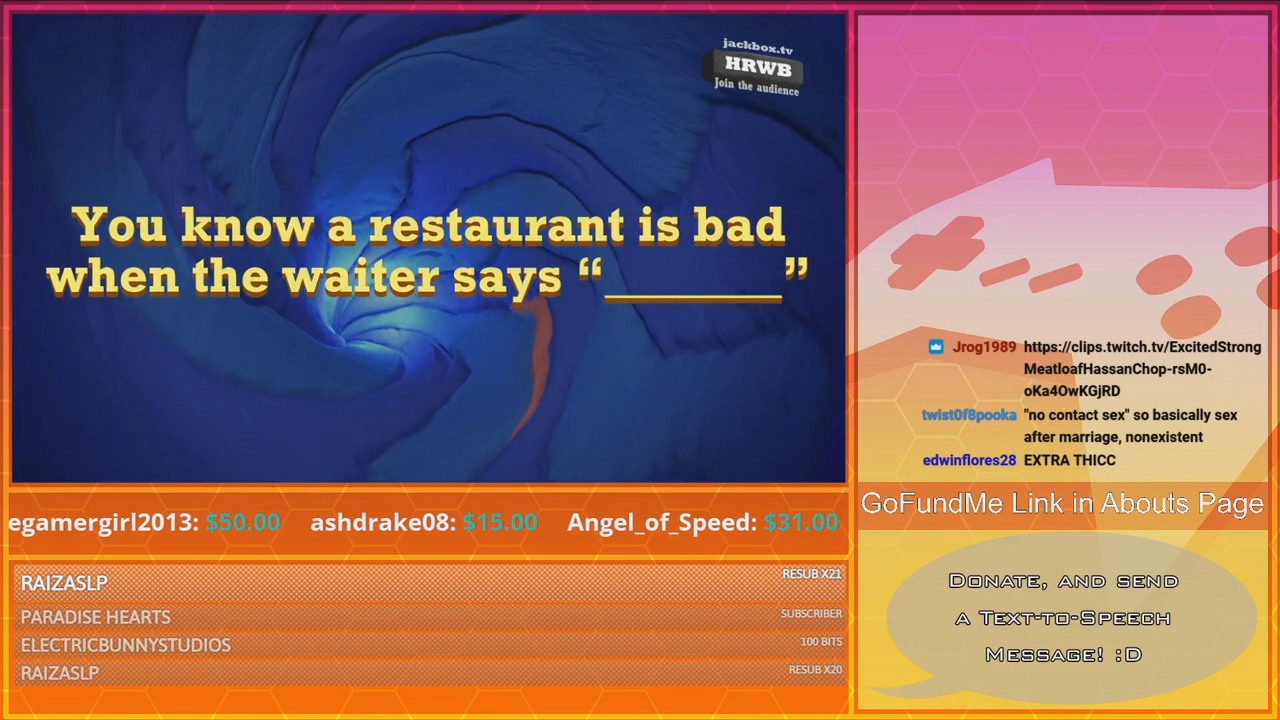 jackbox.tv
HRWB
Join the audience
You know a restaurant is bad
when the waiter says “_______”
Jrog1989 https://clips.twitch.tv/ExcitedStrong
MeatloafHassanChop-rsM0-
oKa4OwKGjRD
twist0f8pooka "no contact sex" so basically sex
after marriage, nonexistent
edwinflores28 EXTRA THICC
GoFundMe Link in Abouts Page
egamergirl2013: $50.00 ashdrake08: $15.00 Angel_of_Speed: $31.00
RAIZASLP RESUB X21
PARADISE HEARTS SUBSCRIBER
ELECTRICBUNNYSTUDIOS 100 BITS
RAIZASLP RESUB X20
Donate, and send
a Text-to-Speech
Message! :D